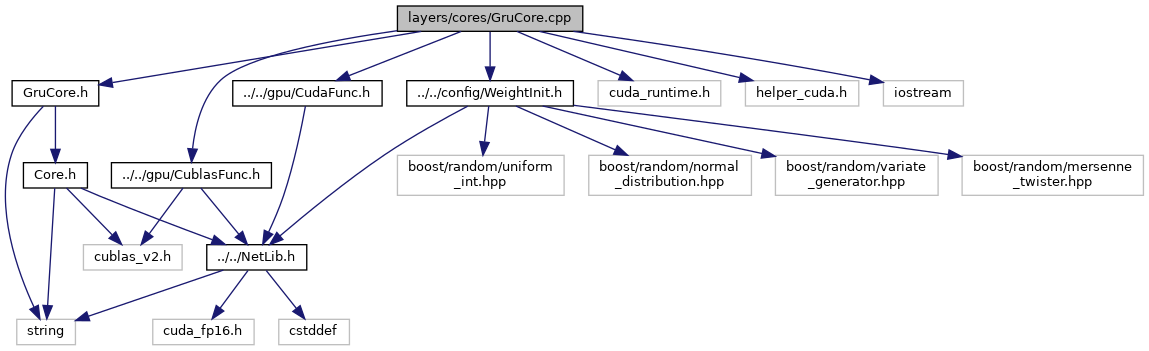 layers/cores/GruCore.cpp
GruCore.h
../../gpu/CudaFunc.h
../../config/WeightInit.h
cuda_runtime.h
helper_cuda.h
iostream
Core.h
../../gpu/CublasFunc.h
boost/random/uniform
_int.hpp
boost/random/normal
_distribution.hpp
boost/random/variate
_generator.hpp
boost/random/mersenne
_twister.hpp
cublas_v2.h
../../NetLib.h
string
cuda_fp16.h
cstddef